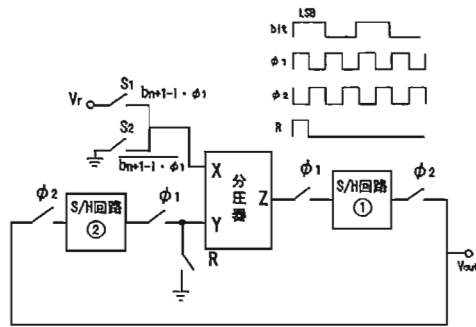 LSB
bit
φ1
φ2
R
S1
bn+1-i・φ1
Vr
S2
bn+1-i・φ1
X
分圧器
Z
Y
φ1
S/H回路
①
φ2
φ2
S/H回路
②
φ1
R
Vout